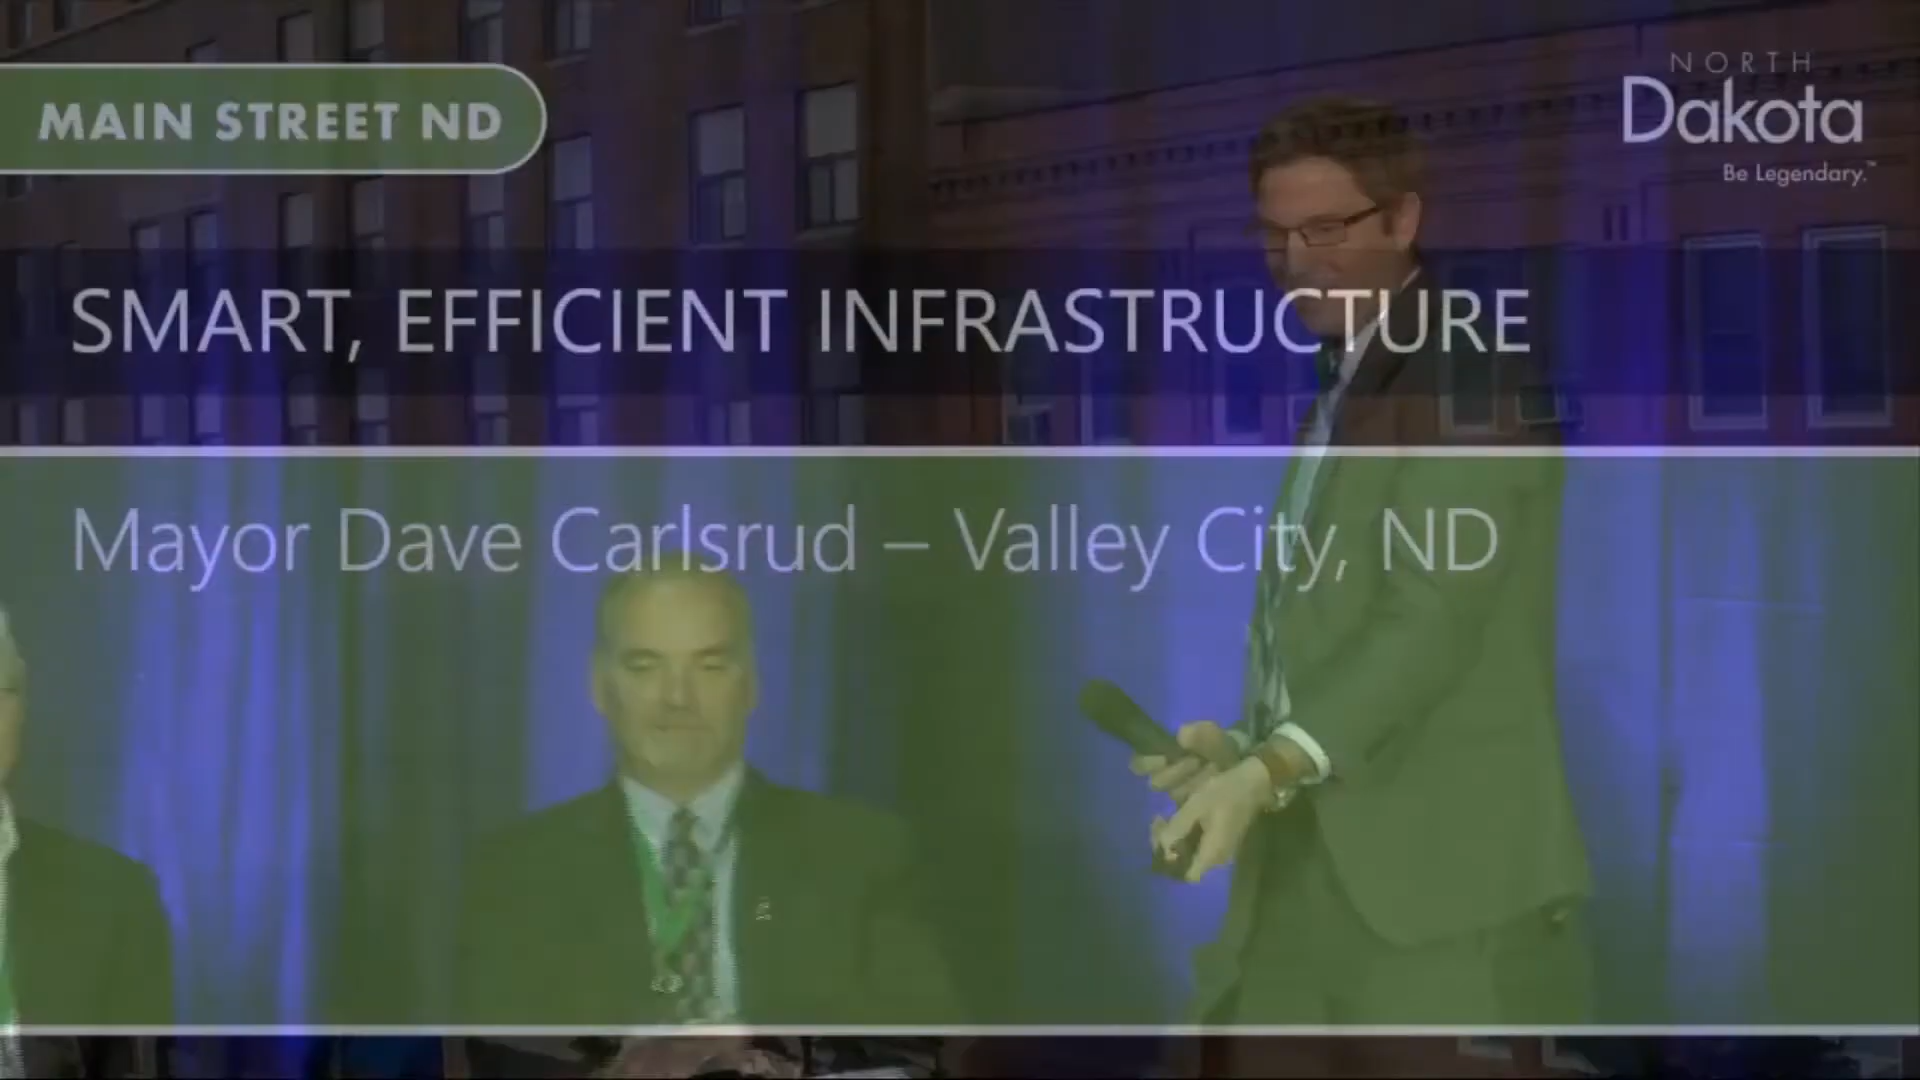 MAIN STREET ND
NORTH
Dakota
Be Legendary.™
SMART, EFFICIENT INFRASTRUCTURE
Mayor Dave Carlsrud – Valley City, ND